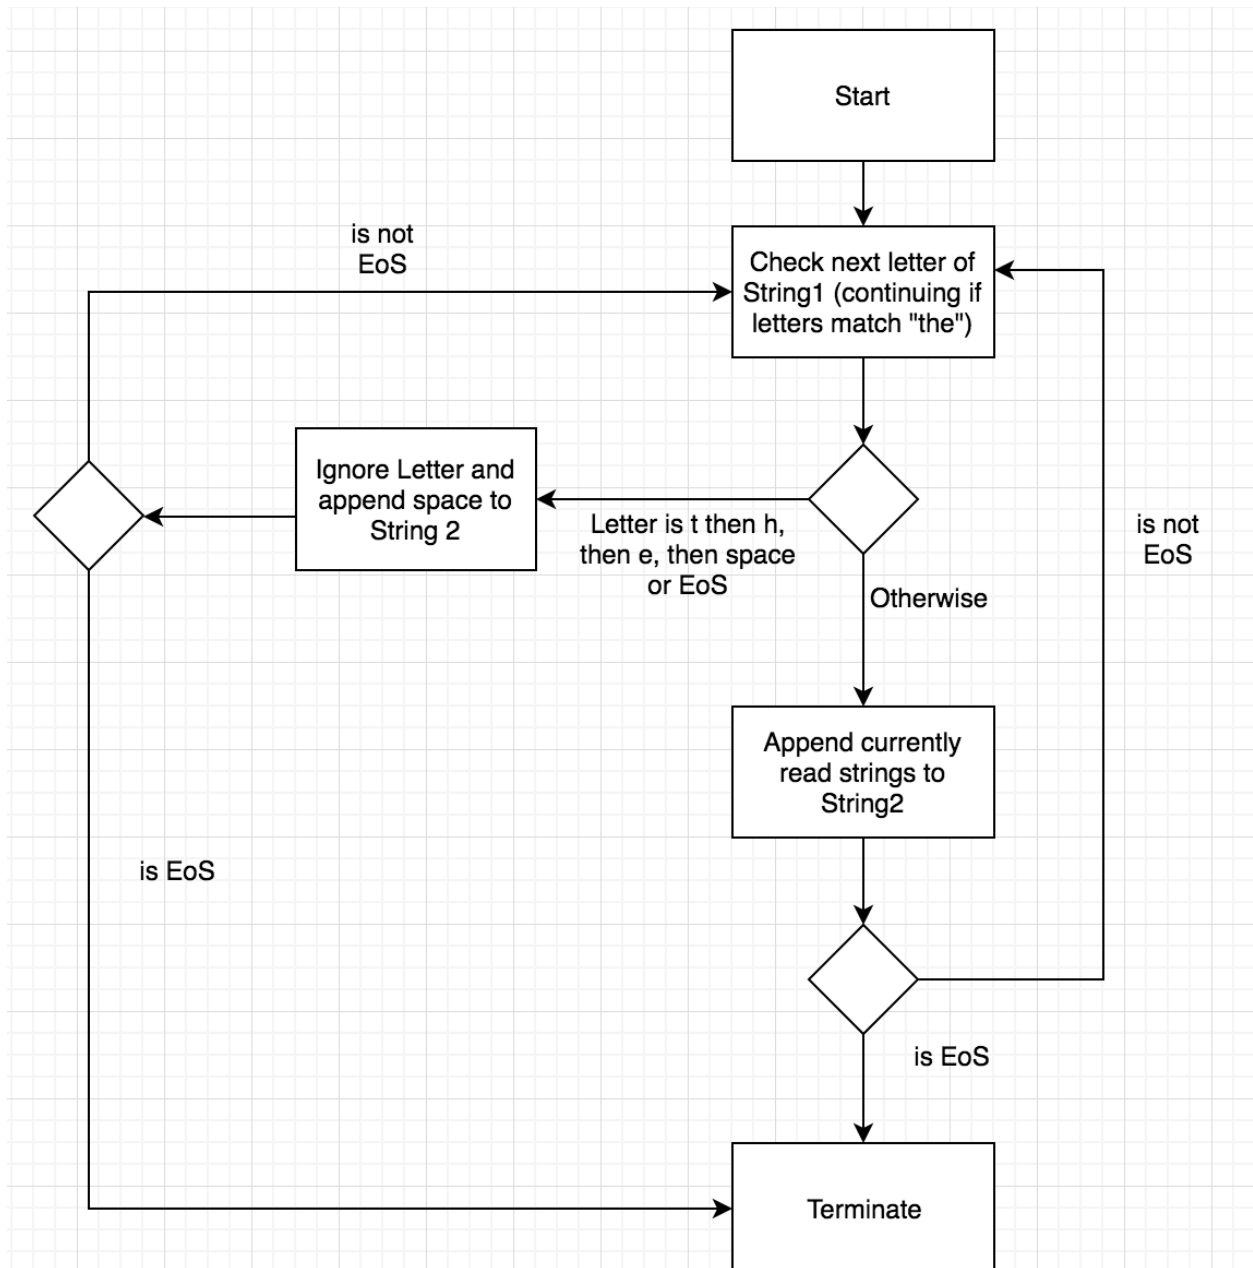 Start
is not
EoS
Check next letter of
String1 (continuing if
letters match "the")
Ignore Letter and
append space to
String 2
Letter is t then h,
then e, then space
or EoS
is not
EoS
Otherwise
Append currently
read strings to
String2
is EoS
is EoS
Terminate